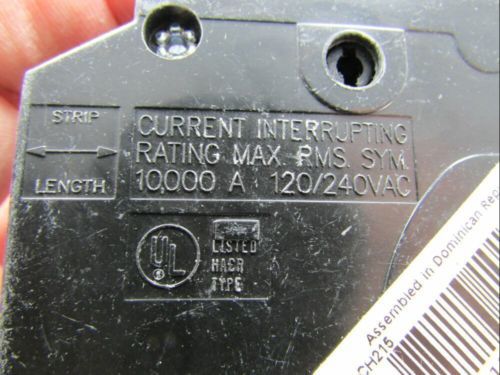 STRIP
LENGTH
CURRENT INTERRUPTING
RATING MAX. RMS. SYM.
10,000 A 120/240VAC
UL
LISTED
HACR
TYPE
Assembled in Dominican
CH215